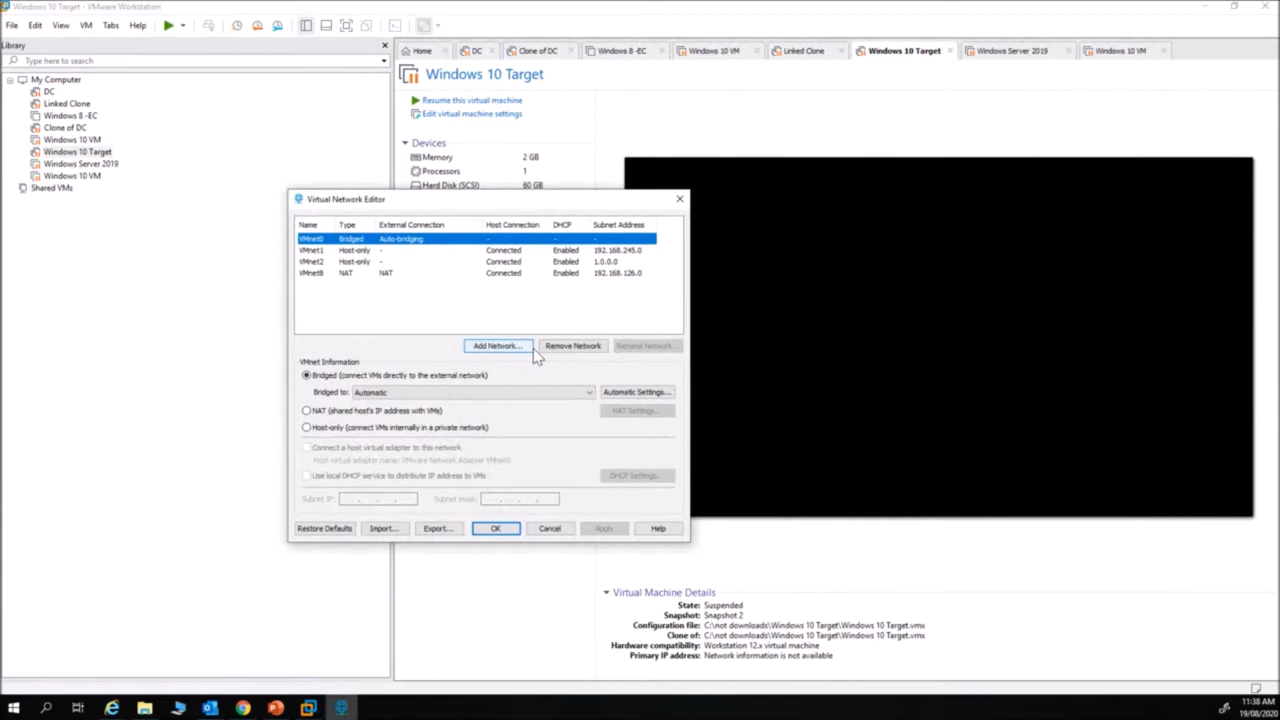 Windows 10 Target - VMware Workstation
File Edit View VM Tabs Help
Library
Type here to search
My Computer
DC
Linked Clone
Windows 8 -EC
Clone of DC
Windows 10 VM
Windows 10 Target
Windows Server 2019
Windows 10 VM
Shared VMs
Home DC Clone of DC Windows 8 -EC Windows 10 VM Linked Clone Windows 10 Target Windows Server 2019 Windows 10 VM
Windows 10 Target
Resume this virtual machine
Edit virtual machine settings
Devices
Memory 2 GB
Processors 1
Hard Disk (SCSI) 60 GB
Virtual Network Editor
Name Type External Connection Host Connection DHCP Subnet Address
VMnet0 Bridged Auto-bridging - - -
VMnet1 Host-only - Connected Enabled 192.168.245.0
VMnet2 Host-only - Connected Enabled 1.0.0.0
VMnet8 NAT NAT Connected Enabled 192.168.126.0
Add Network... Remove Network Rename Network...
VMnet Information
Bridged (connect VMs directly to the external network)
Bridged to: Automatic Automatic Settings...
NAT (shared host's IP address with VMs) NAT Settings...
Host-only (connect VMs internally in a private network)
Connect a host virtual adapter to this network
Host virtual adapter name: VMware Network Adapter VMnet0
Use local DHCP service to distribute IP address to VMs DHCP Settings...
Subnet IP: . . . Subnet mask: . . .
Restore Defaults Import... Export... OK Cancel Apply Help
Virtual Machine Details
State: Suspended
Snapshot: Snapshot 2
Configuration file: C:\not downloads\Windows 10 Target\Windows 10 Target.vmx
Clone of: C:\not downloads\Windows 10 Target\Windows 10 Target.vmx
Hardware compatibility: Workstation 12.x virtual machine
Primary IP address: Network information is not available
11:38 AM
19/08/2020